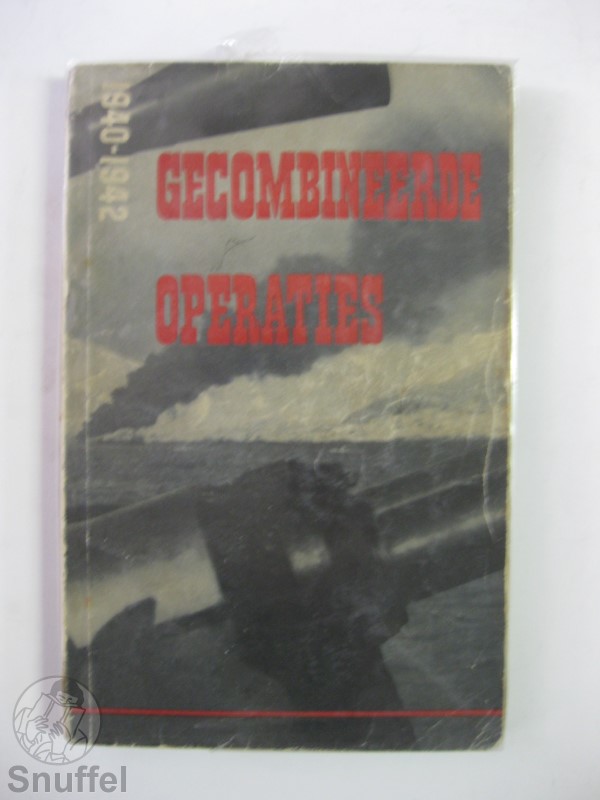 1940-1942
GECOMBINEERDE
OPERATIES
Snuffel